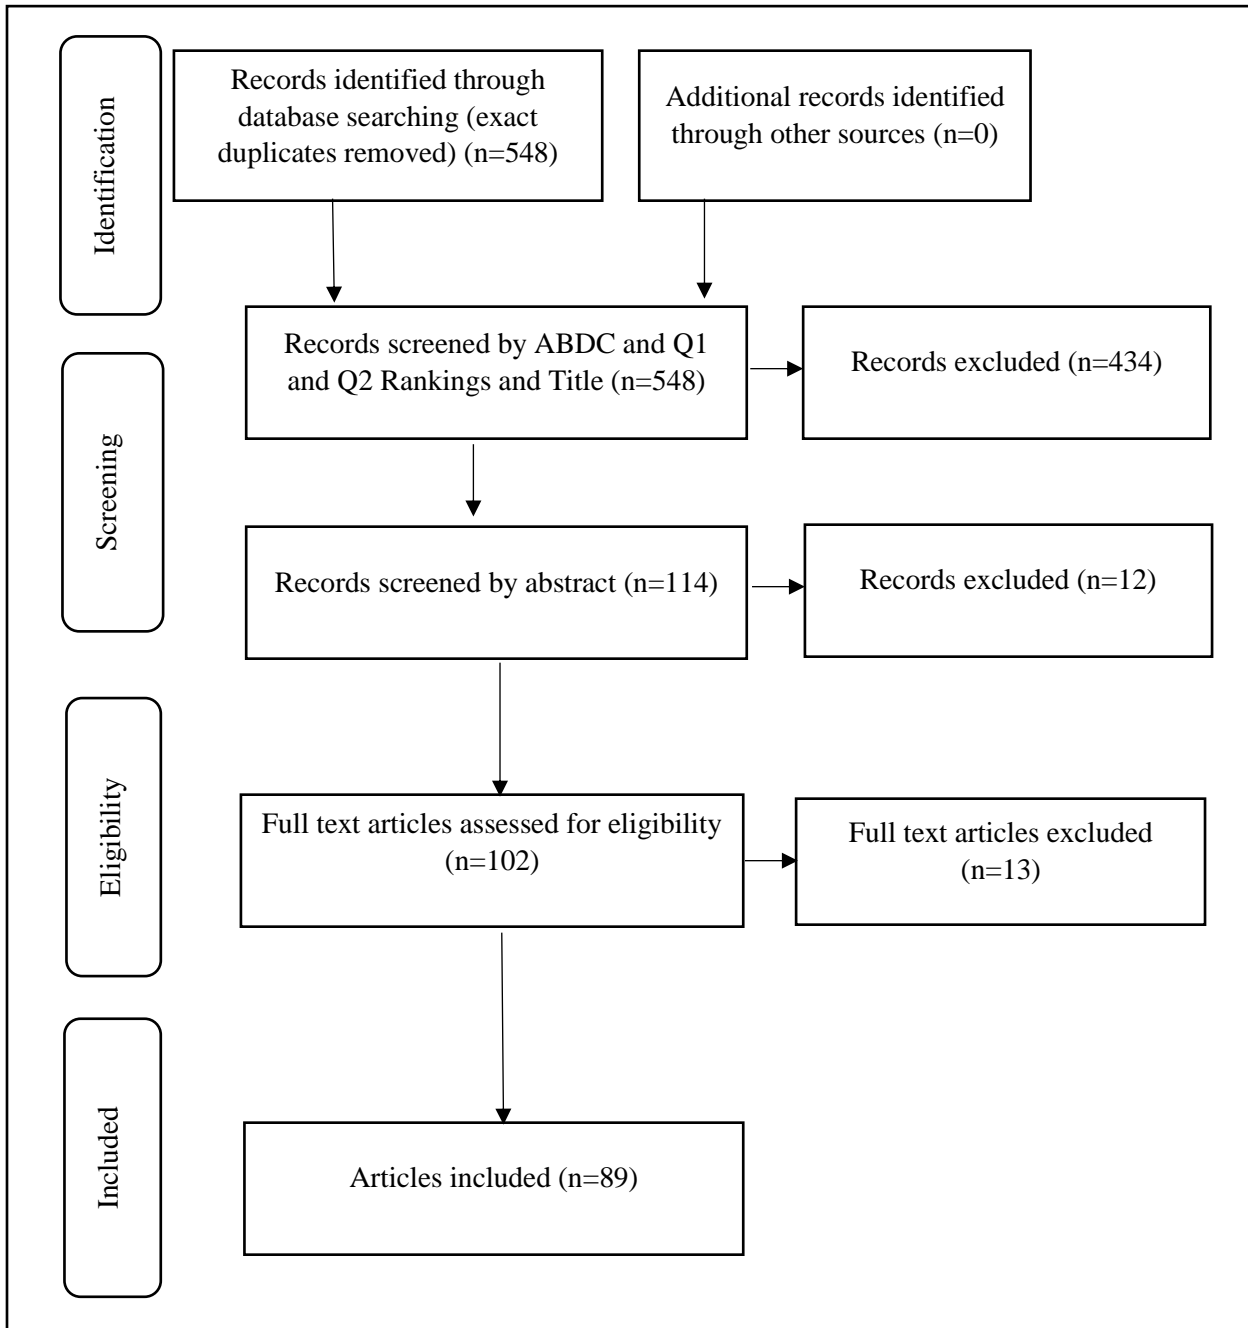 Identification
Records identified through
database searching (exact
duplicates removed) (n=548)
Additional records identified
through other sources (n=0)
Screening
Records screened by ABDC and Q1
and Q2 Rankings and Title (n=548)
Records excluded (n=434)
Records screened by abstract (n=114)
Records excluded (n=12)
Eligibility
Full text articles assessed for eligibility
(n=102)
Full text articles excluded
(n=13)
Included
Articles included (n=89)